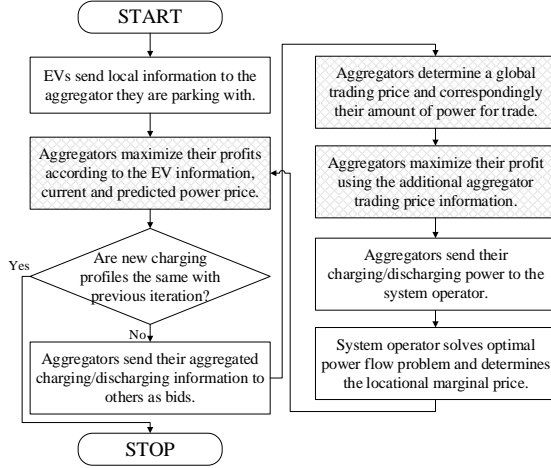 START
EVs send local information to the
aggregator they are parking with.
Aggregators maximize their profits
according to the EV information,
current and predicted power price.
Are new charging
profiles the same with
previous iteration?
Yes
No
Aggregators send their aggregated
charging/discharging information to
others as bids.
STOP
Aggregators determine a global
trading price and correspondingly
their amount of power for trade.
Aggregators maximize their profit
using the additional aggregator
trading price information.
Aggregators send their
charging/discharging power to the
system operator.
System operator solves optimal
power flow problem and determines
the locational marginal price.